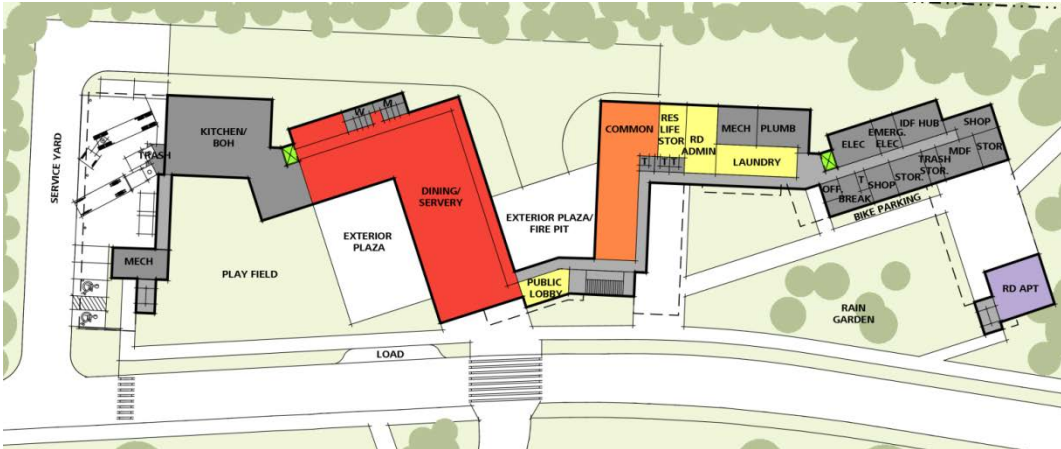 SERVICE YARD
TRASH
KITCHEN/
BOH
W
M
MECH
PLAY FIELD
EXTERIOR
PLAZA
DINING/
SERVERY
LOAD
EXTERIOR PLAZA/
FIRE PIT
PUBLIC
LOBBY
COMMON
RES
LIFE
STOR
RD
ADMIN
T
T
T
MECH
PLUMB
LAUNDRY
ELEC
EMERG.
ELEC
IDF HUB
SHOP
OFF.
BREAK
T
SHOP
STOR.
TRASH
STOR.
MDF
STOR
BIKE PARKING
RAIN
GARDEN
RD APT